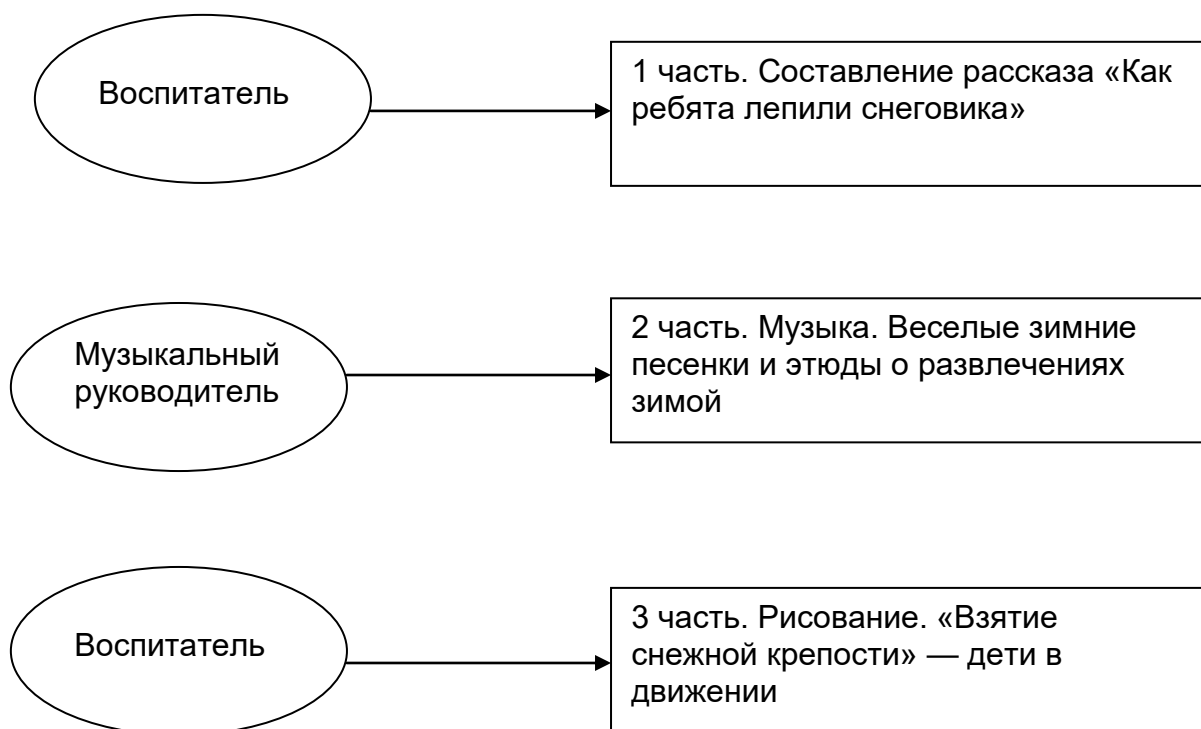 Воспитатель
1 часть. Составление рассказа «Как
ребята лепили снеговика»
Музыкальный
руководитель
2 часть. Музыка. Веселые зимние
песенки и этюды о развлечениях
зимой
Воспитатель
3 часть. Рисование. «Взятие
снежной крепости» — дети в
движении